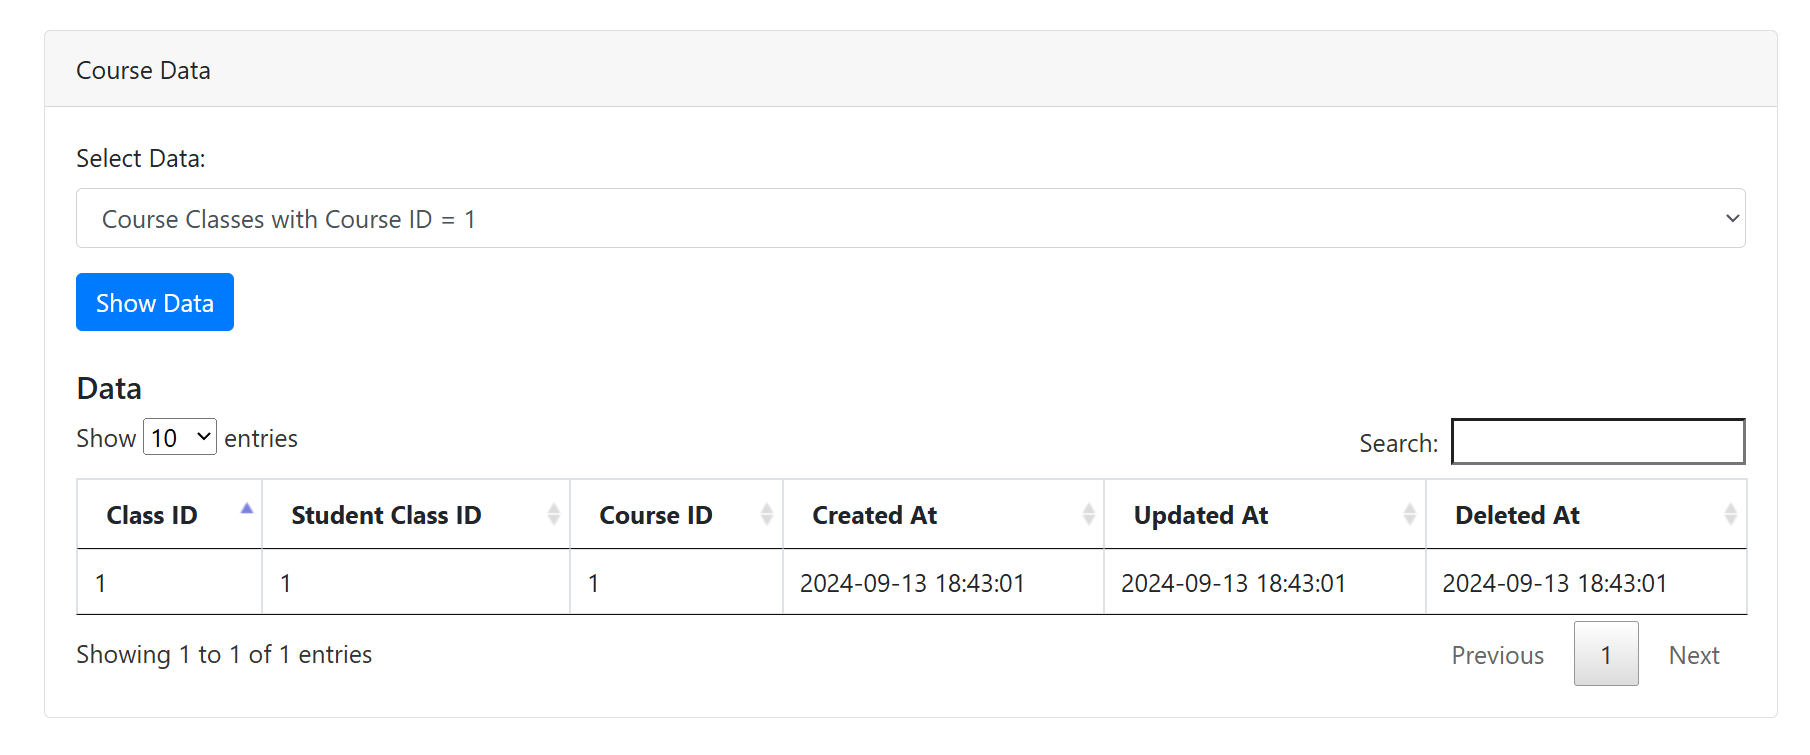 Course Data
Select Data:
Course Classes with Course ID = 1
Show Data
Data
Show 10 entries
Search:
Class ID Student Class ID Course ID Created At Updated At Deleted At
1 1 1 2024-09-13 18:43:01 2024-09-13 18:43:01 2024-09-13 18:43:01
Showing 1 to 1 of 1 entries
Previous 1 Next